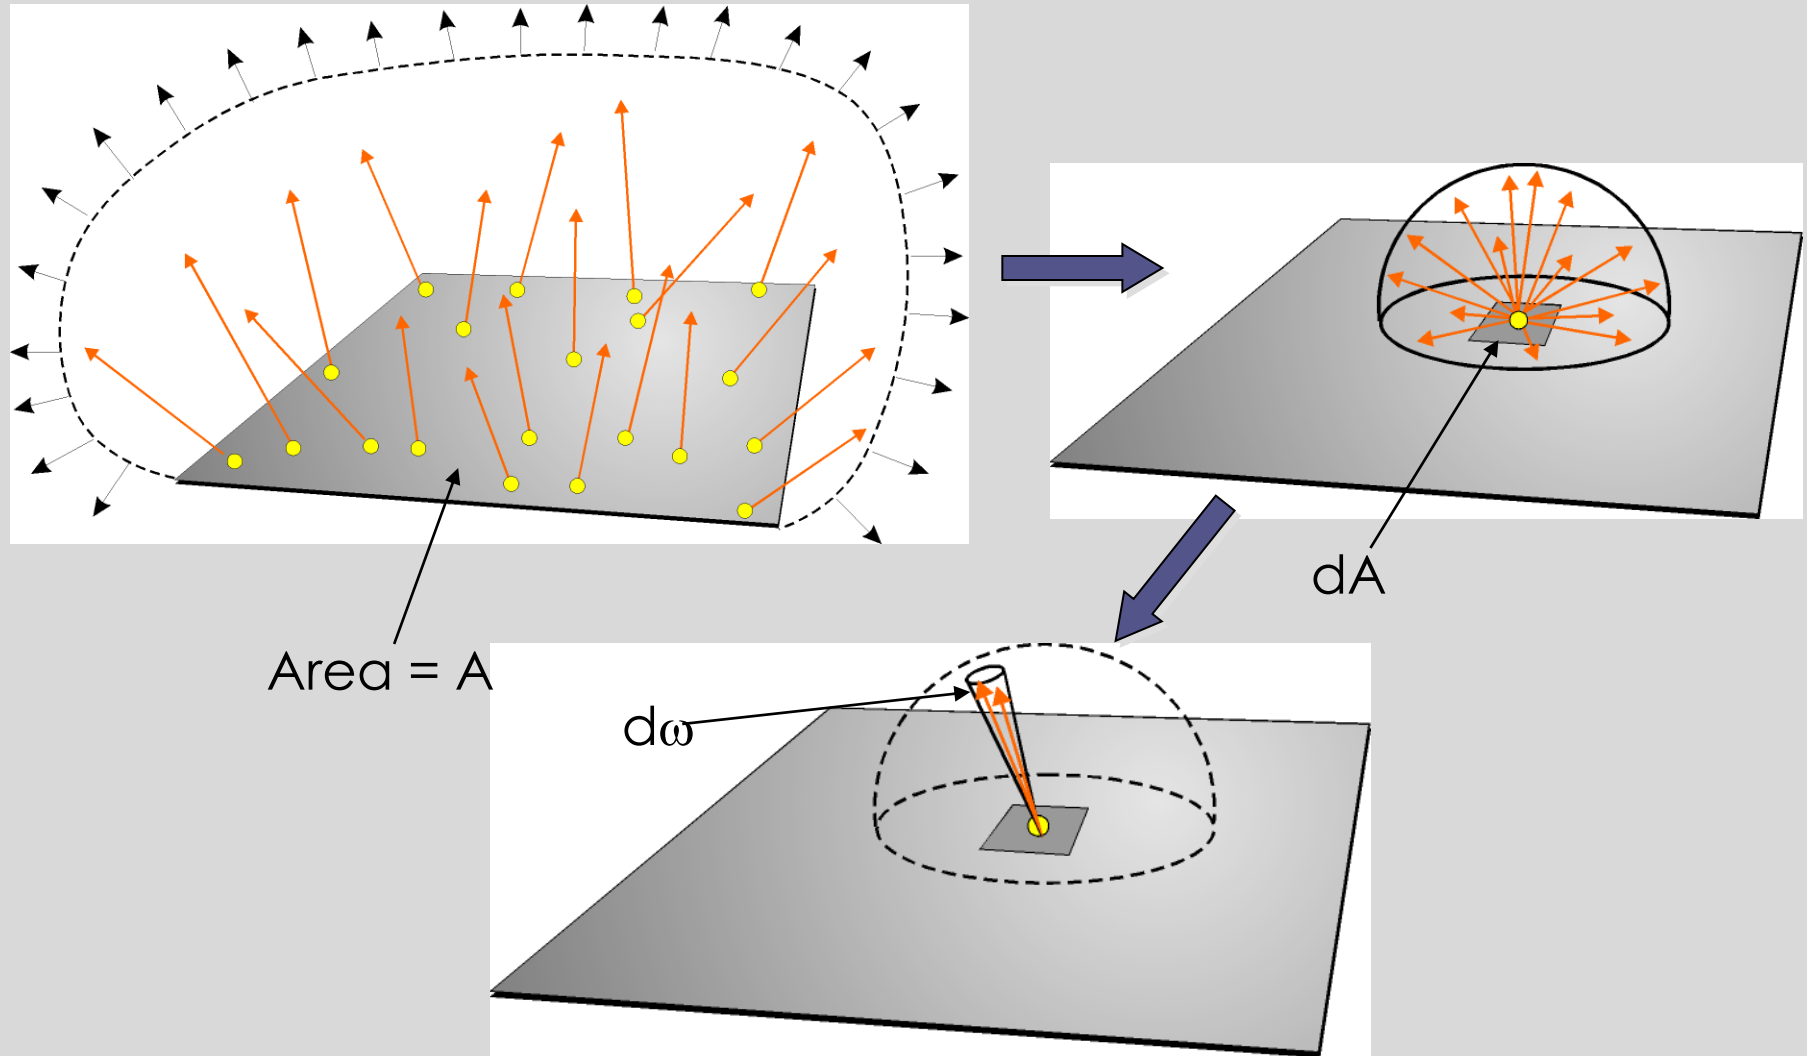 dA
Area = A
dω